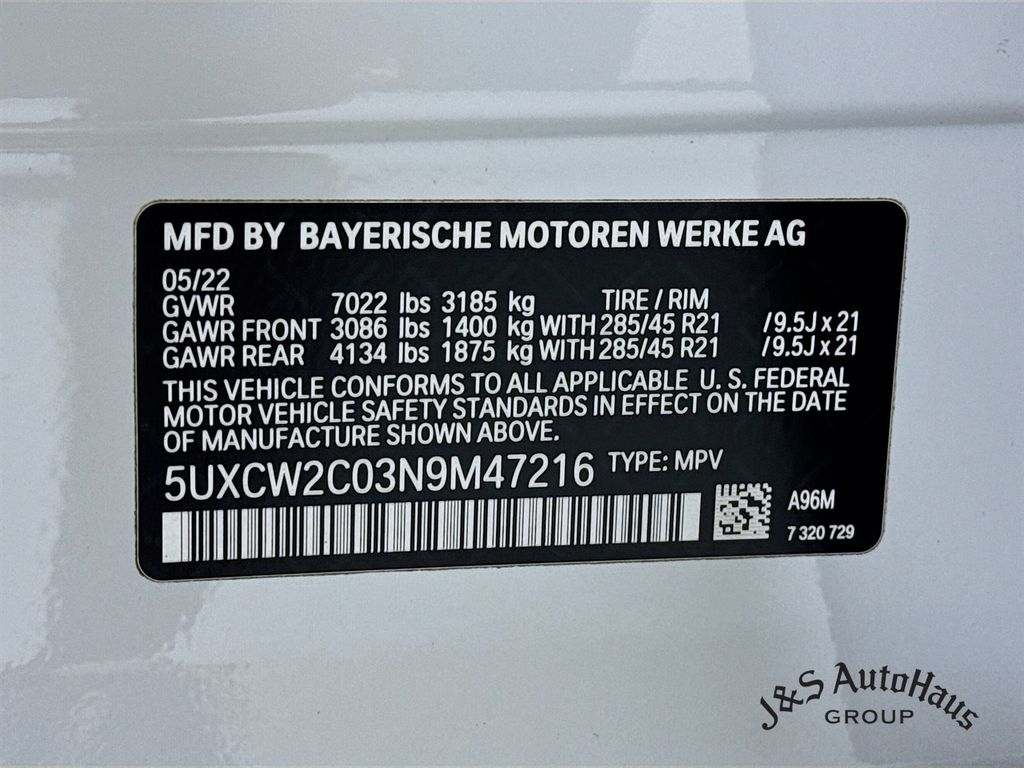 MFD BY BAYERISCHE MOTOREN WERKE AG
05/22
GVWR 7022 lbs 3185 kg TIRE / RIM
GAWR FRONT 3086 lbs 1400 kg WITH 285/45 R21 /9.5J x 21
GAWR REAR 4134 lbs 1875 kg WITH 285/45 R21 /9.5J x 21
THIS VEHICLE CONFORMS TO ALL APPLICABLE U. S. FEDERAL
MOTOR VEHICLE SAFETY STANDARDS IN EFFECT ON THE DATE
OF MANUFACTURE SHOWN ABOVE.
5UXCW2C03N9M47216 TYPE: MPV
A96M
7 320 729
J&S AutoHaus
GROUP